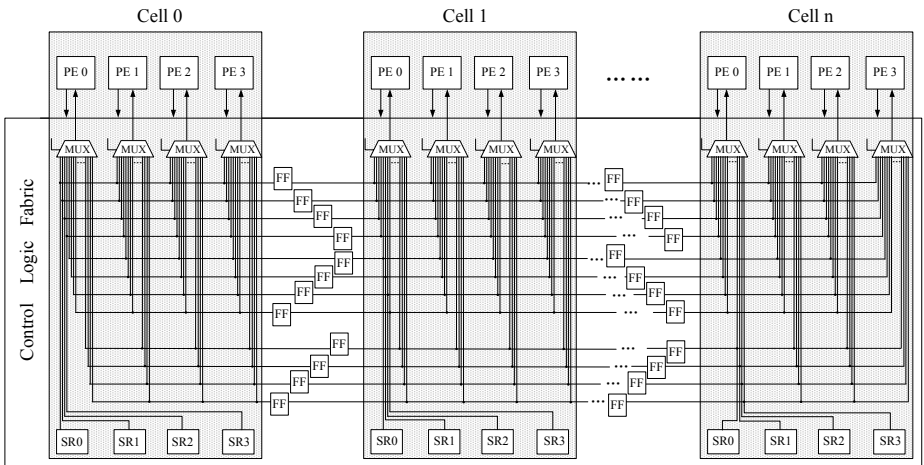 Cell 0 Cell 1 Cell n
PE 0 PE 1 PE 2 PE 3 PE 0 PE 1 PE 2 PE 3 …… PE 0 PE 1 PE 2 PE 3
MUX MUX MUX MUX MUX MUX MUX MUX MUX MUX MUX MUX
Control Logic Fabric
FF ... FF
FF ... FF
FF ... FF
FF ... FF
FF ... FF
FF ... FF
FF ... FF
FF ... FF
FF ... FF
FF ... FF
FF ... FF
FF ... FF
SR0 SR1 SR2 SR3 SR0 SR1 SR2 SR3 SR0 SR1 SR2 SR3